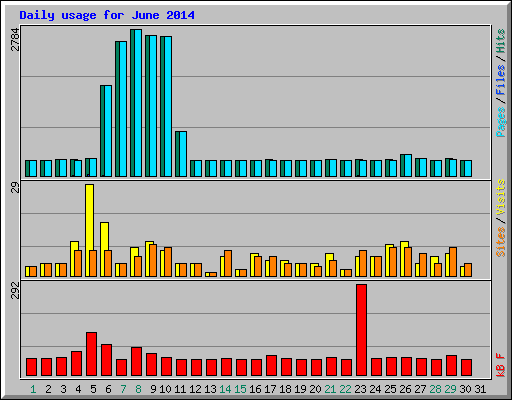 Daily usage for June 2014
2784
Pages / Files / Hits
29
Sites / Visits
292
kB F
1 2 3 4 5 6 7 8 9 10 11 12 13 14 15 16 17 18 19 20 21 22 23 24 25 26 27 28 29 30 31